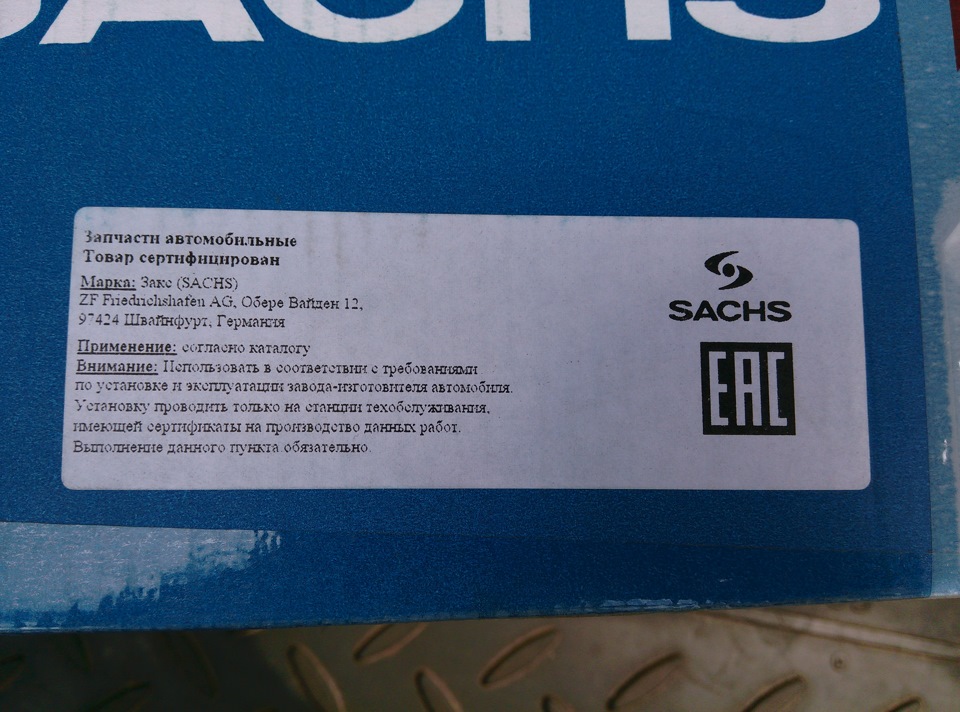 SACHS
Запчасти автомобильные
Товар сертифицирован
Марка: Закс (SACHS)
ZF Friedrichshafen AG, Обере Вайден 12,
97424 Швайнфурт, Германия
Применение: согласно каталогу
Внимание: Использовать в соответствии с требованиями
по установке и эксплуатации завода-изготовителя автомобиля.
Установку проводить только на станции техобслуживания,
имеющей сертификаты на производство данных работ.
Выполнение данного пункта обязательно.
SACHS
EAC